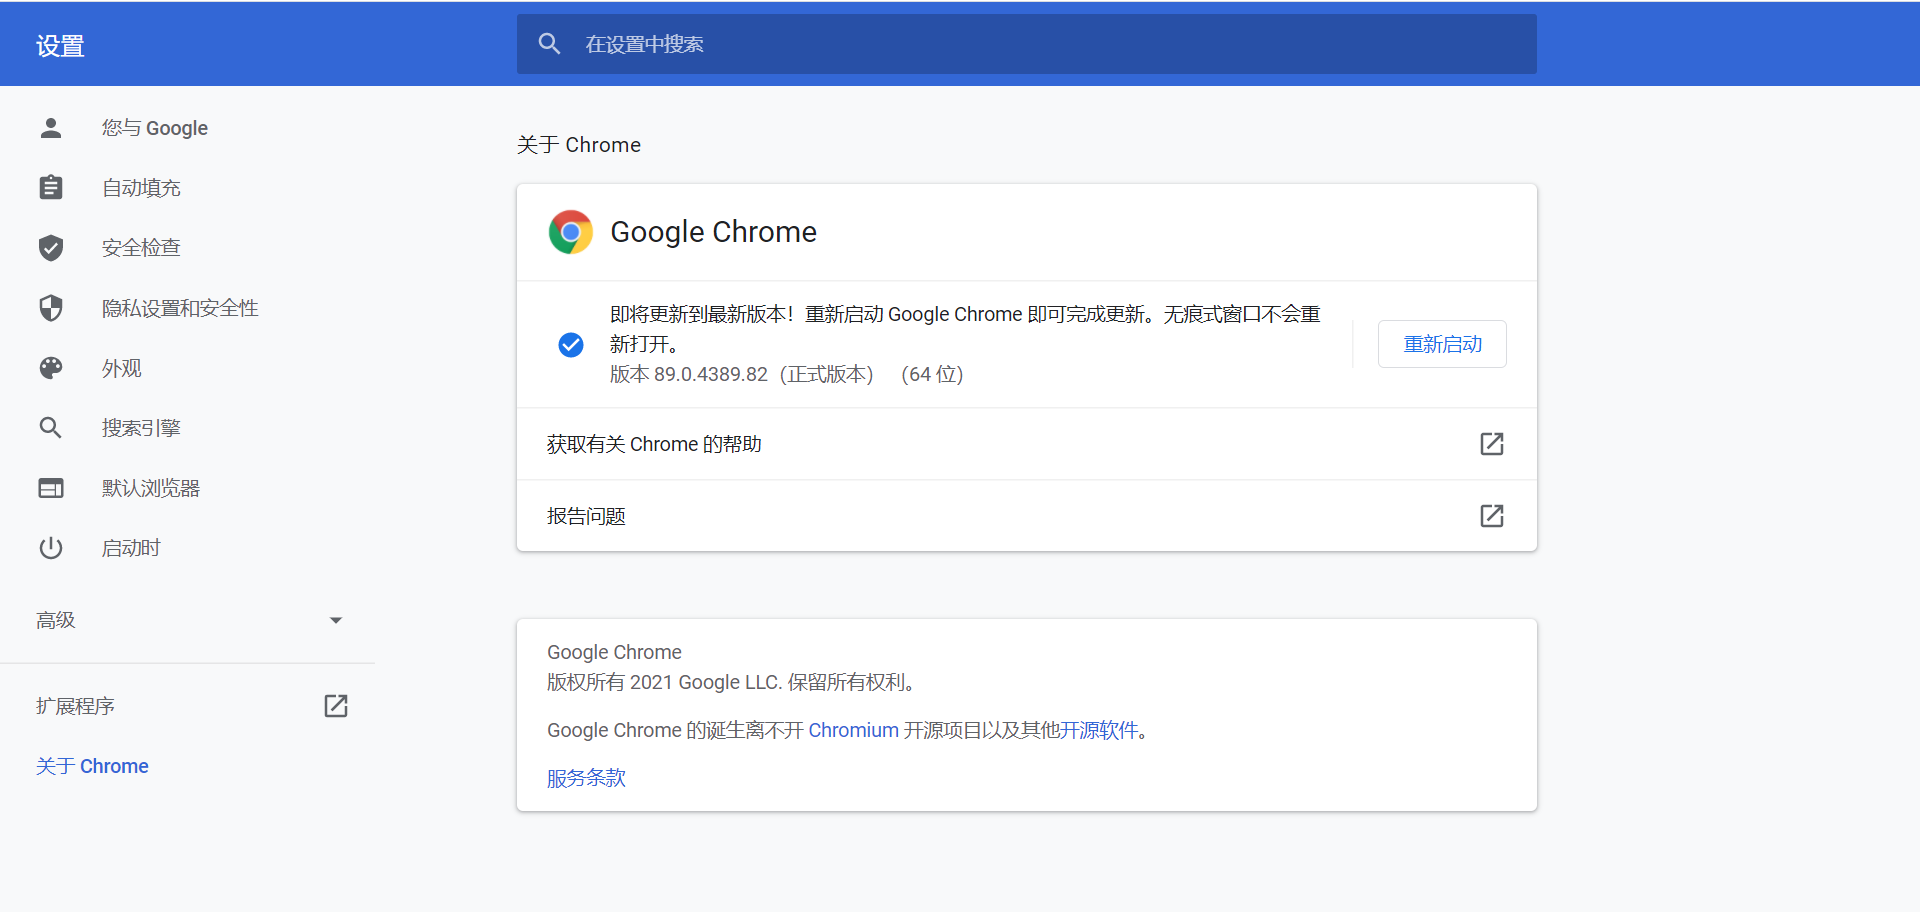 设置
在设置中搜索
您与 Google
自动填充
安全检查
隐私设置和安全性
外观
搜索引擎
默认浏览器
启动时
高级
扩展程序
关于 Chrome
关于 Chrome
Google Chrome
即将更新到最新版本！重新启动 Google Chrome 即可完成更新。无痕式窗口不会重
新打开。
版本 89.0.4389.82（正式版本） （64 位）
重新启动
获取有关 Chrome 的帮助
报告问题
Google Chrome
版权所有 2021 Google LLC. 保留所有权利。
Google Chrome 的诞生离不开 Chromium 开源项目以及其他开源软件。
服务条款